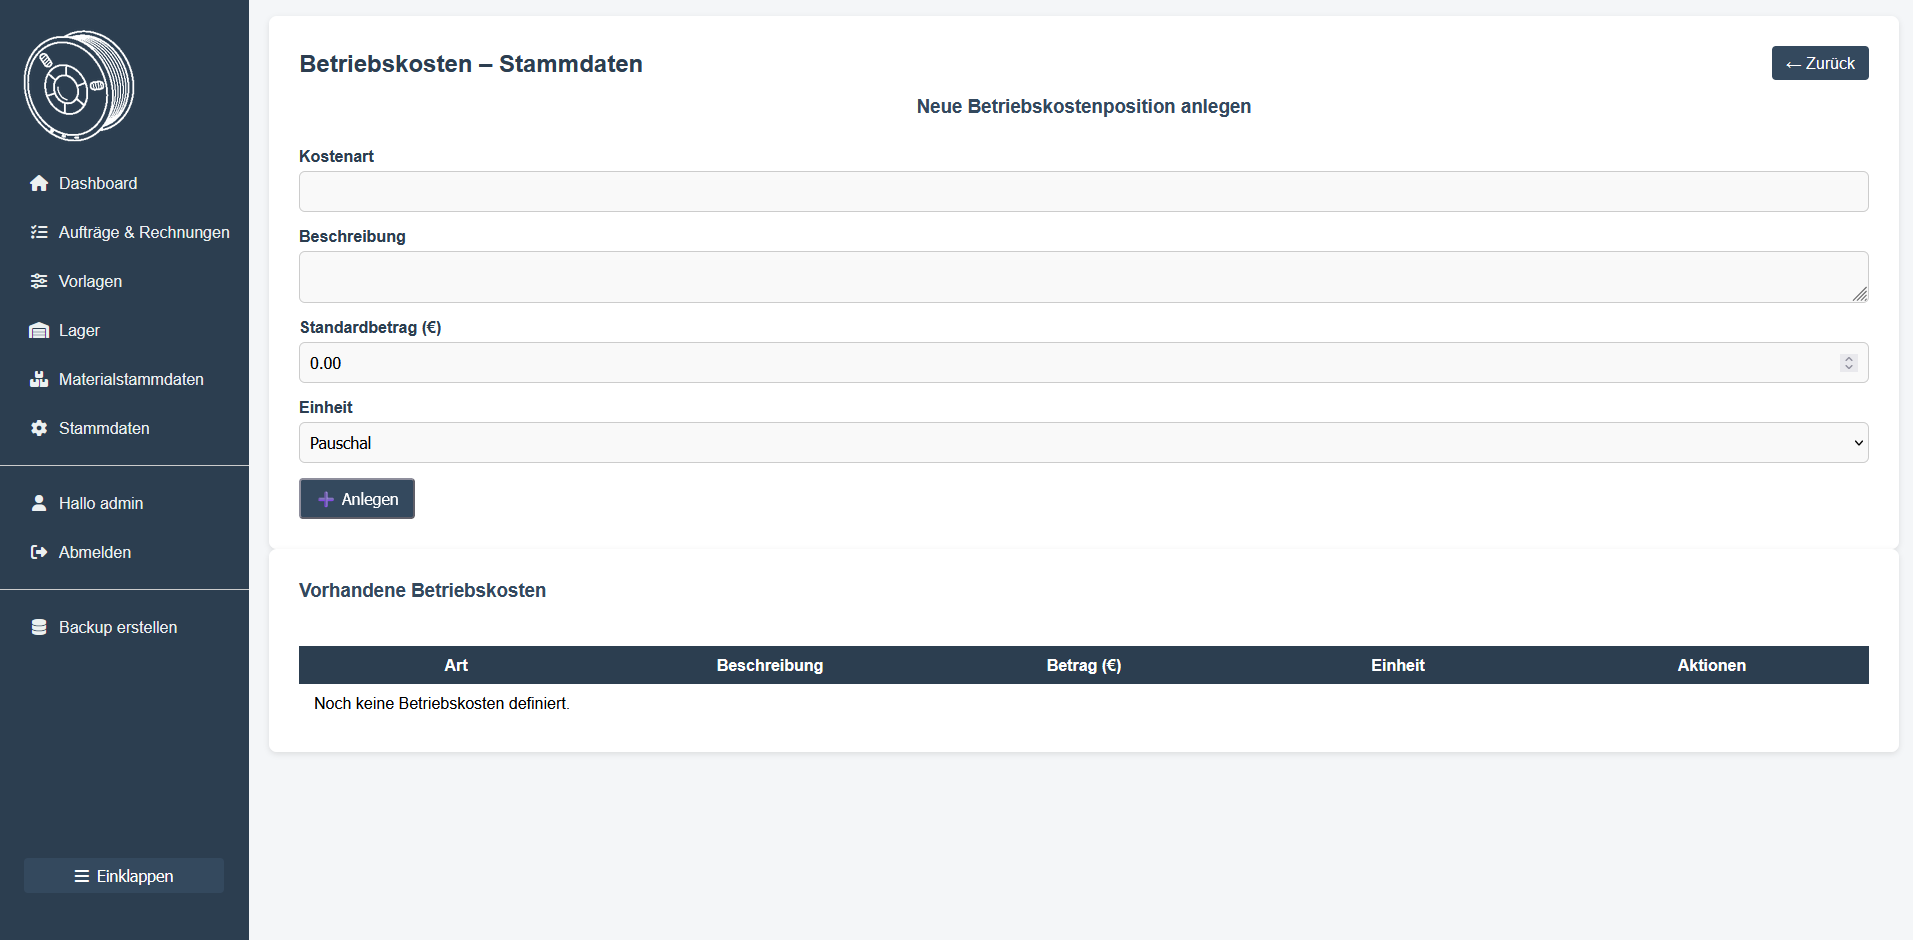 Dashboard
Aufträge & Rechnungen
Vorlagen
Lager
Materialstammdaten
Stammdaten
Hallo admin
Abmelden
Backup erstellen
Einklappen
Betriebskosten – Stammdaten
← Zurück
Neue Betriebskostenposition anlegen
Kostenart
Beschreibung
Standardbetrag (€)
0.00
Einheit
Pauschal
Anlegen
Vorhandene Betriebskosten
Art Beschreibung Betrag (€) Einheit Aktionen
Noch keine Betriebskosten definiert.